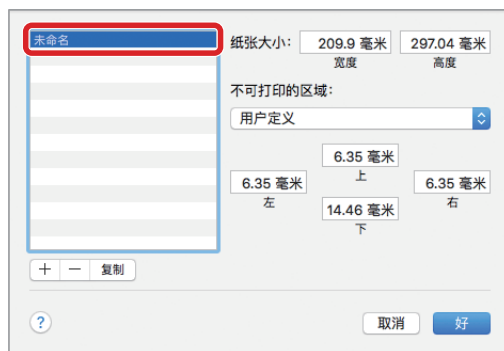 未命名
纸张大小： 209.9 毫米 297.04 毫米
宽度 高度
不可打印的区域：
用户定义
6.35 毫米
上
6.35 毫米 6.35 毫米
左 右
14.46 毫米
下
+ − 复制
? 取消 好